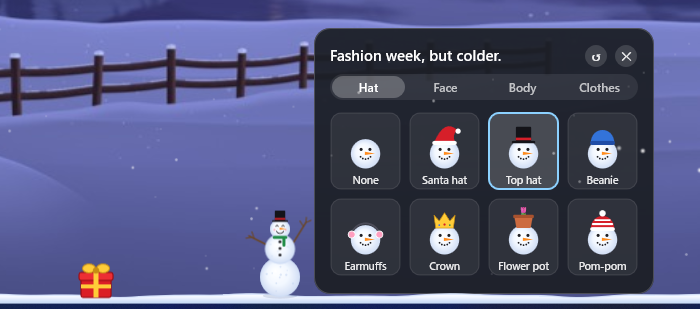 Fashion week, but colder.
Hat Face Body Clothes
None Santa hat Top hat Beanie
Earmuffs Crown Flower pot Pom-pom